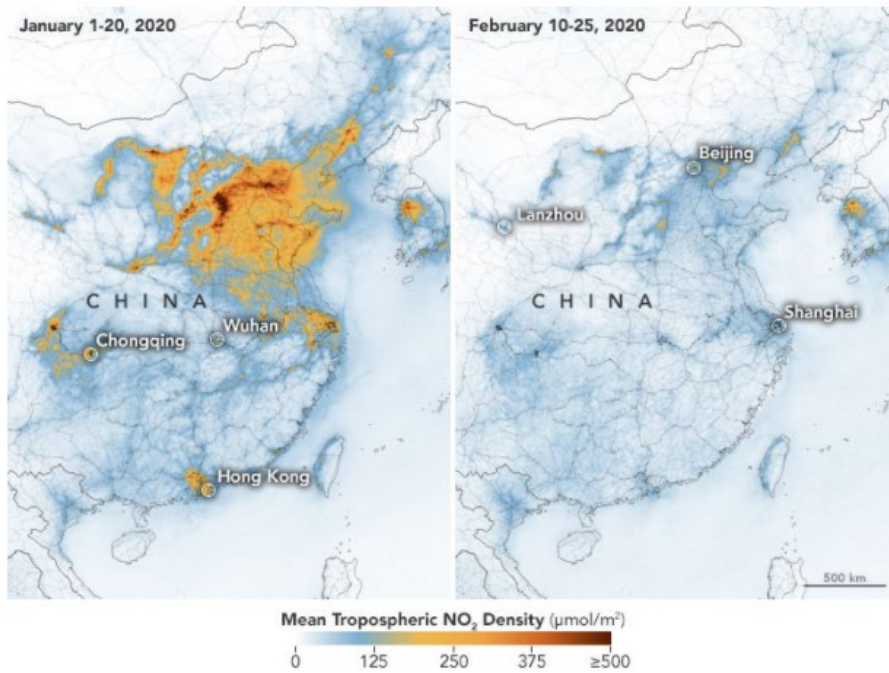 January 1-20, 2020
CHINA
Wuhan
Chongqing
Hong Kong
February 10-25, 2020
Beijing
Lanzhou
CHINA
Shanghai
500 km
Mean Tropospheric NO₂ Density (µmol/m²)
0 125 250 375 ≥500